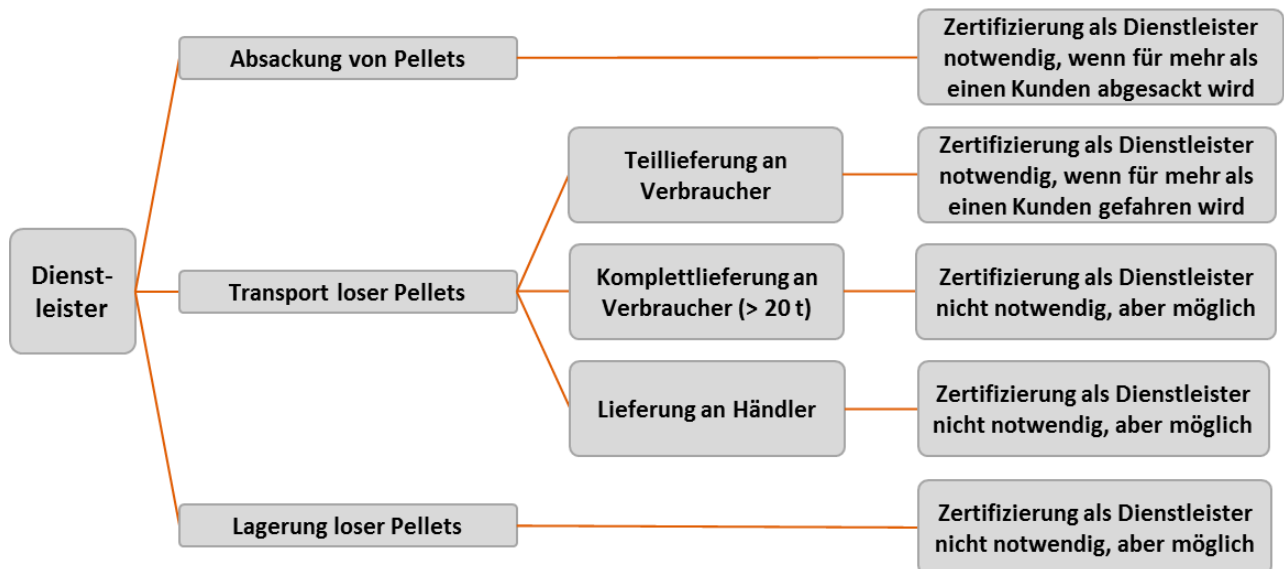 Absackung von Pellets
Zertifizierung als Dienstleister
notwendig, wenn für mehr als
einen Kunden abgesackt wird
Teillieferung an
Verbraucher
Zertifizierung als Dienstleister
notwendig, wenn für mehr als
einen Kunden gefahren wird
Dienst-
leister
Transport loser Pellets
Komplettlieferung an
Verbraucher (> 20 t)
Zertifizierung als Dienstleister
nicht notwendig, aber möglich
Lieferung an Händler
Zertifizierung als Dienstleister
nicht notwendig, aber möglich
Lagerung loser Pellets
Zertifizierung als Dienstleister
nicht notwendig, aber möglich